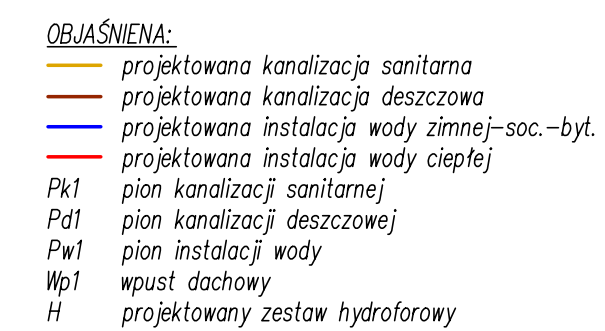 OBJAŚNIENA:
projektowana kanalizacja sanitarna
projektowana kanalizacja deszczowa
projektowana instalacja wody zimnej-soc.-byt.
projektowana instalacja wody ciepłej
Pk1 pion kanalizacji sanitarnej
Pd1 pion kanalizacji deszczowej
Pw1 pion instalacji wody
Wp1 wpust dachowy
H projektowany zestaw hydroforowy